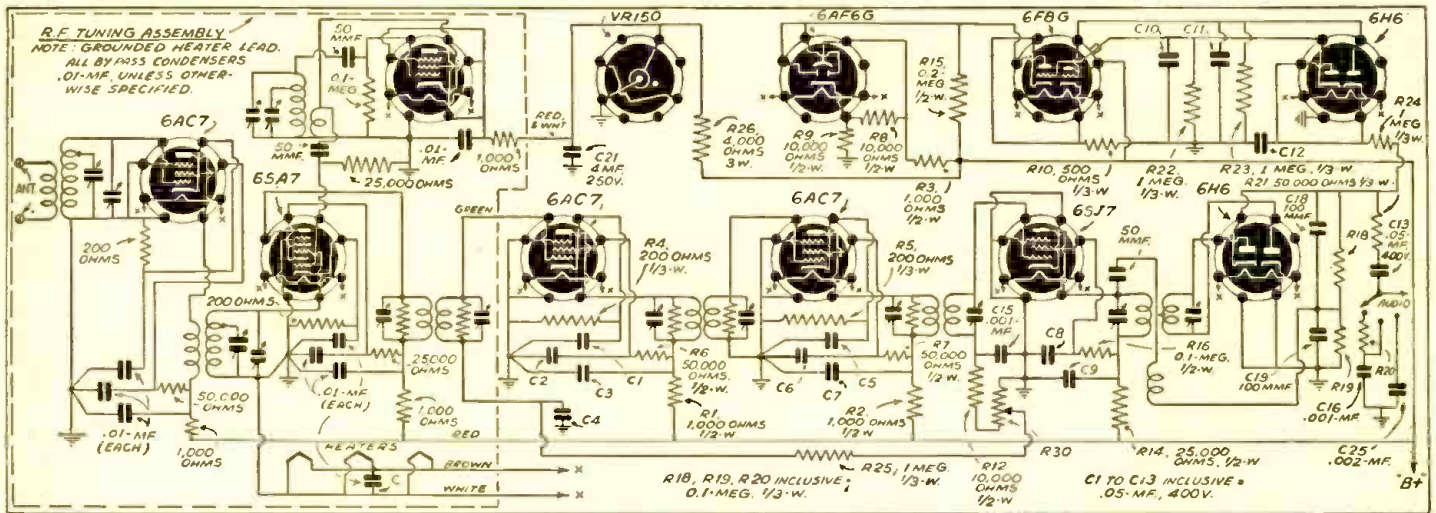 R.F. TUNING ASSEMBLY
NOTE: GROUNDED HEATER LEAD.
ALL BYPASS CONDENSERS
.01-MF. UNLESS OTHER-
WISE SPECIFIED.
50
MMF.
0.1-
MEG.
50
MMF.
.01-
MF.
1,000
OHMS
25,000 OHMS
RED,
& WHT.
VR150
C21
4 MF.
250V.
R26,
4,000
OHMS
3 W.
6AF6G
R9
10,000
OHMS
1/2-W.
R8
10,000
OHMS
1/2-W.
R15,
0.2-
MEG.
1/2-W.
R3,
1,000
OHMS
1/2-W.
6F8G
C10
C11
6H6
R10, 500
OHMS
1/3-W.
R22,
1 MEG.
1/3-W.
C12
R23, 1 MEG. 1/3-W.
R24
1
MEG
1/3 W.
R21 50,000 OHMS 1/3 W.
6AC7
ANT.
200
OHMS
6SA7
200 OHMS
GREEN
6AC7
R4,
200 OHMS
1/3-W.
6AC7
R5,
200 OHMS
1/3-W.
6SJ7
50
MMF.
6H6
C18
100
MMF.
R18
C13
.05-
MF.
400V.
AUDIO
50,000
OHMS
.01-MF.
(EACH)
1,000
OHMS
.01-MF.
(EACH)
25,000
OHMS
1,000
OHMS
RED
HEATERS
C
BROWN
WHITE
C2
C3
C1
C4
R6
50,000
OHMS
1/2-W.
R1,
1,000 OHMS
1/2-W
C6
C7
C5
R2,
1,000 OHMS
1/2-W
R7
50,000
OHMS
1/2-W.
C15
.001-
MF.
C8
C9
R16
0.1-MEG.
1/2-W.
C19
100 MMF
R19
R20
C16
.001-MF.
C25
.002-MF.
R25, 1 MEG.
1/3-W.
R12
10,000
OHMS
1/2-W
R30
R14, 25,000
OHMS, 1/2-W
R18, R19, R20 INCLUSIVE =
0.1-MEG. 1/3-W.
C1 TO C13 INCLUSIVE =
.05-MF., 400V.
"B+"